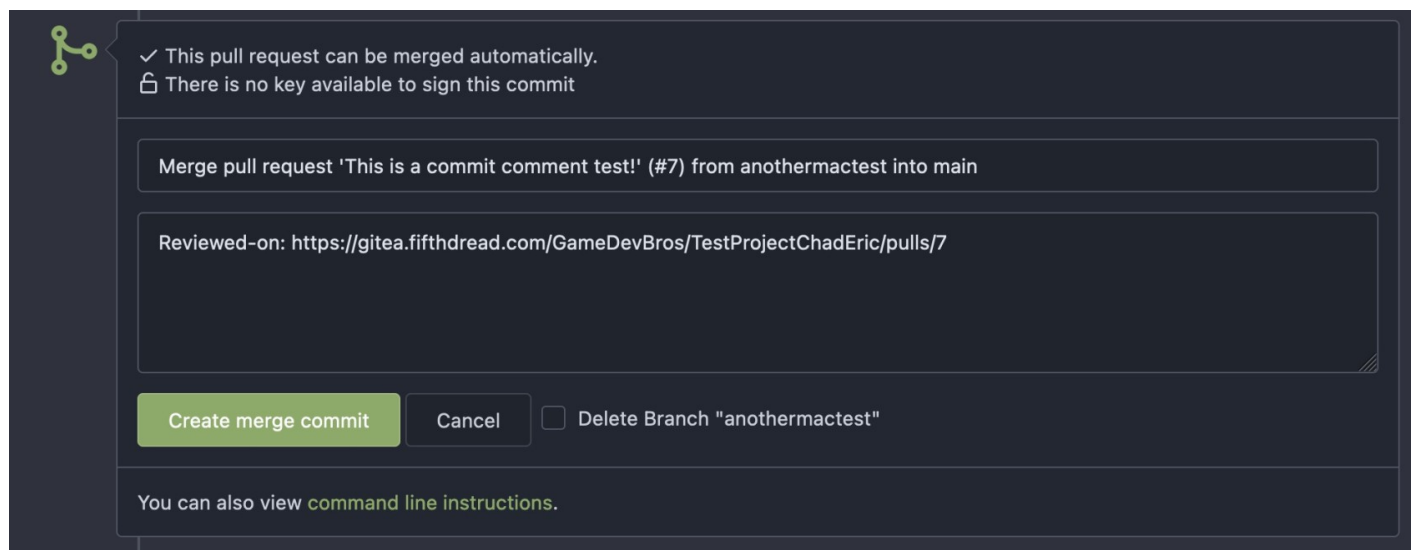 This pull request can be merged automatically.
There is no key available to sign this commit
Merge pull request 'This is a commit comment test!' (#7) from anothermactest into main
Reviewed-on: https://gitea.fifthdread.com/GameDevBros/TestProjectChadEric/pulls/7
Create merge commit Cancel Delete Branch "anothermactest"
You can also view command line instructions.